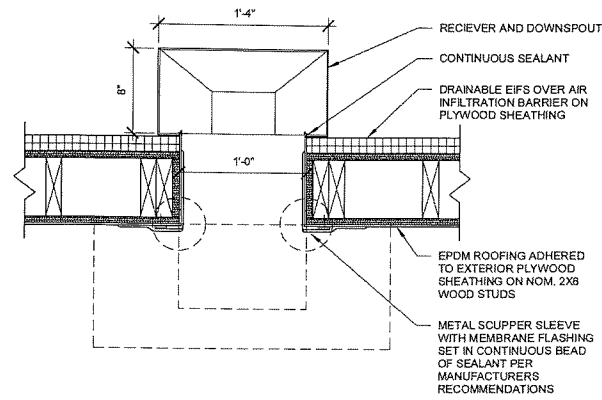 1'-4"
RECIEVER AND DOWNSPOUT
CONTINUOUS SEALANT
8"
DRAINABLE EIFS OVER AIR
INFILTRATION BARRIER ON
PLYWOOD SHEATHING
1'-0"
EPDM ROOFING ADHERED
TO EXTERIOR PLYWOOD
SHEATHING ON NOM. 2X6
WOOD STUDS
METAL SCUPPER SLEEVE
WITH MEMBRANE FLASHING
SET IN CONTINUOUS BEAD
OF SEALANT PER
MANUFACTURERS
RECOMMENDATIONS